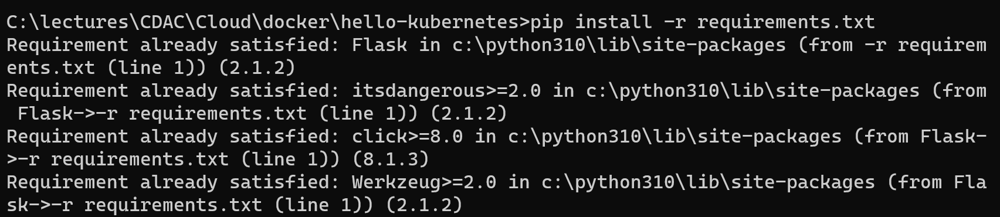 C:\lectures\CDAC\Cloud\docker\hello-kubernetes>pip install -r requirements.txt
Requirement already satisfied: Flask in c:\python310\lib\site-packages (from -r requirem
ents.txt (line 1)) (2.1.2)
Requirement already satisfied: itsdangerous>=2.0 in c:\python310\lib\site-packages (from
 Flask->-r requirements.txt (line 1)) (2.1.2)
Requirement already satisfied: click>=8.0 in c:\python310\lib\site-packages (from Flask-
>-r requirements.txt (line 1)) (8.1.3)
Requirement already satisfied: Werkzeug>=2.0 in c:\python310\lib\site-packages (from Fla
sk->-r requirements.txt (line 1)) (2.1.2)